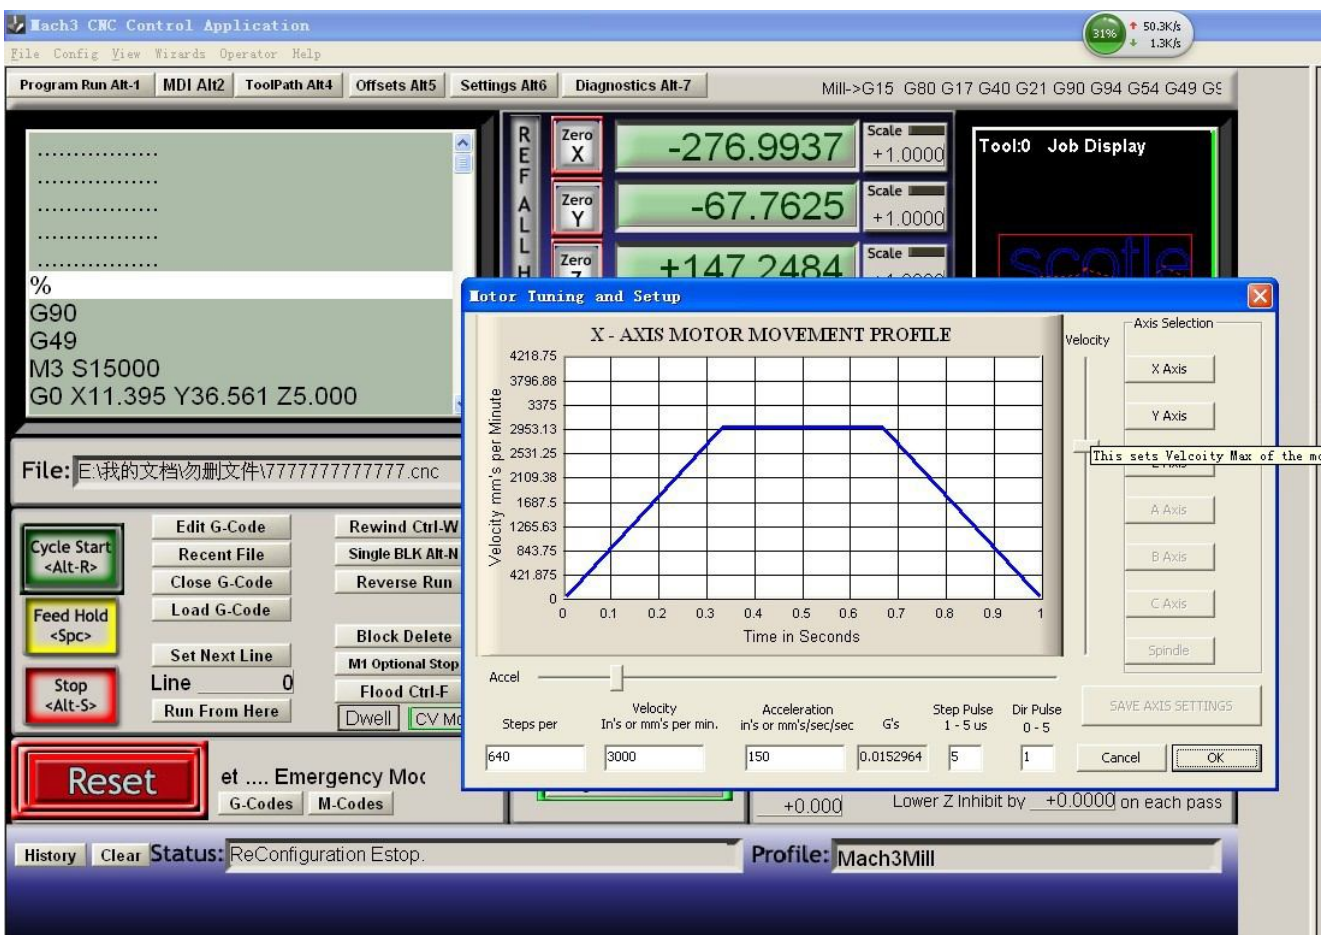 Mach3 CNC Control Application
File Config View Wizards Operator Help
31% 50.3K/s
1.3K/s
Program Run Alt-1 MDI Alt2 ToolPath Alt4 Offsets Alt5 Settings Alt6 Diagnostics Alt-7 Mill->G15 G80 G17 G40 G21 G90 G94 G54 G49 G9
.................
.................
.................
.................
.................
%
G90
G49
M3 S15000
G0 X11.395 Y36.561 Z5.000
REF ALL H
Zero X -276.9937 Scale +1.0000
Zero Y -67.7625 Scale +1.0000
Zero Z +147.2484 Scale +1.0000
Tool:0 Job Display
scotle
File: E:\我的文档\勿删文件\7777777777777.cnc
Cycle Start <Alt-R>
Feed Hold <Spc>
Stop <Alt-S>
Edit G-Code
Recent File
Close G-Code
Load G-Code
Set Next Line
Line 0
Run From Here
Rewind Ctrl-W
Single BLK Alt-N
Reverse Run
Block Delete
M1 Optional Stop
Flood Ctrl-F
Dwell CV Mo
Reset
et .... Emergency Moc
G-Codes M-Codes
+0.000 Lower Z Inhibit by +0.0000 on each pass
History Clear Status: ReConfiguration Estop. Profile: Mach3Mill
Motor Tuning and Setup
X - AXIS MOTOR MOVEMENT PROFILE
Velocity mm's per Minute
4218.75
3796.88
3375
2953.13
2531.25
2109.38
1687.5
1265.63
843.75
421.875
0
0 0.1 0.2 0.3 0.4 0.5 0.6 0.7 0.8 0.9 1
Time in Seconds
Velocity
Axis Selection
X Axis
Y Axis
This sets Velcoity Max of the mo
A Axis
B Axis
C Axis
Spindle
Accel
Steps per
640
Velocity
In's or mm's per min.
3000
Acceleration
in's or mm's/sec/sec
150
G's
0.0152964
Step Pulse
1 - 5 us
5
Dir Pulse
0 - 5
1
SAVE AXIS SETTINGS
Cancel OK